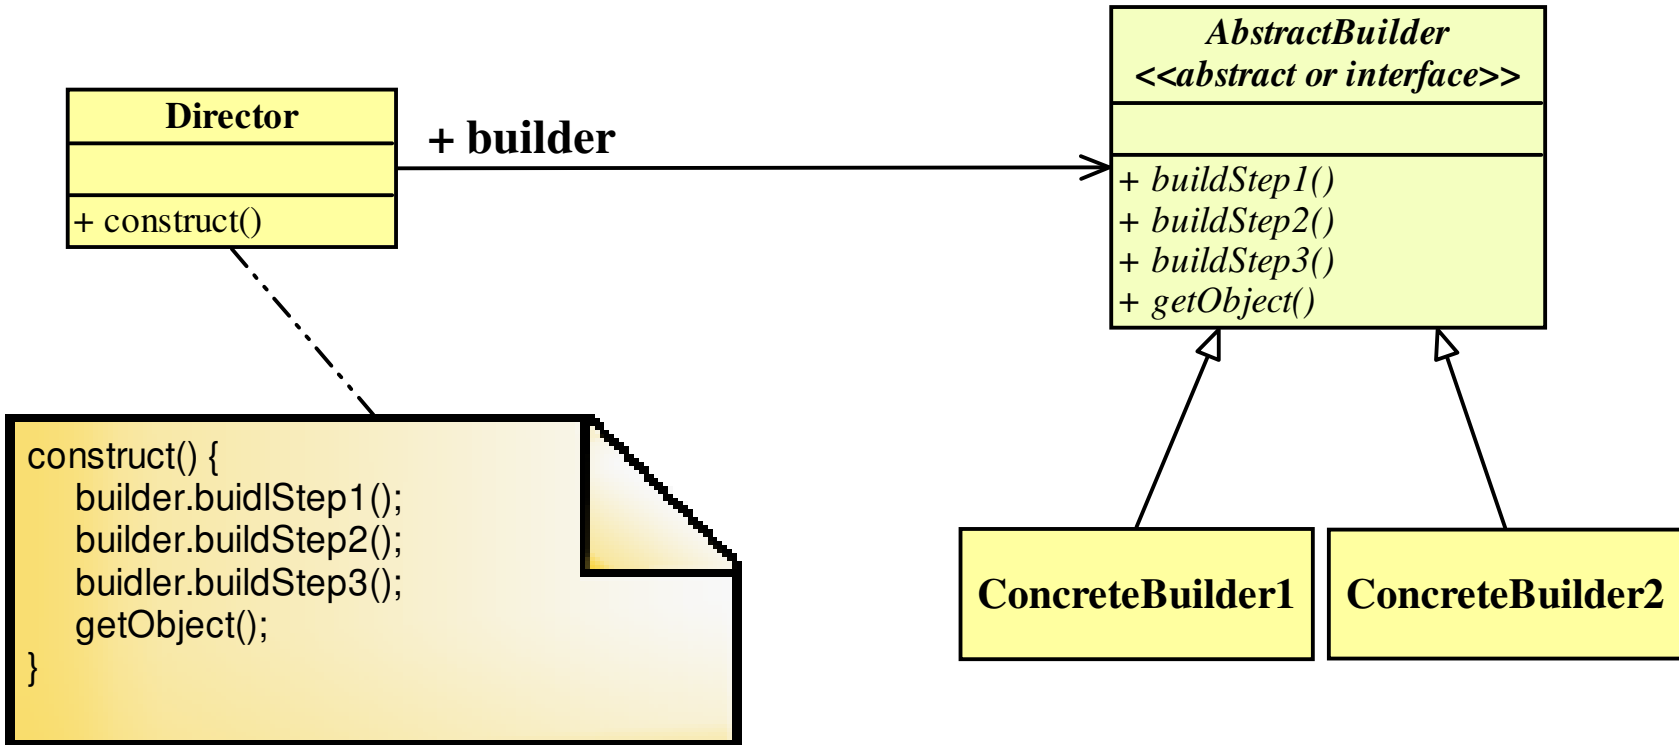 Director
+ construct()
+ builder
AbstractBuilder
<<abstract or interface>>
+ buildStep1()
+ buildStep2()
+ buildStep3()
+ getObject()
construct() {
builder.buidlStep1();
builder.buildStep2();
buidler.buildStep3();
getObject();
}
ConcreteBuilder1
ConcreteBuilder2